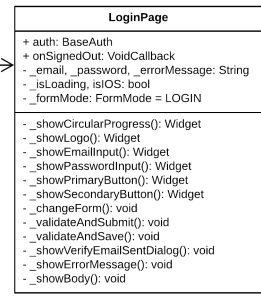 LoginPage
+ auth: BaseAuth
+ onSignedOut: VoidCallback
- _email, _password, _errorMessage: String
- _isLoading, isIOS: bool
- _formMode: FormMode = LOGIN
- _showCircularProgress(): Widget
- _showLogo(): Widget
- _showEmailInput(): Widget
- _showPasswordInput(): Widget
- _showPrimaryButton(): Widget
- _showSecondaryButton(): Widget
- _changeForm(): void
- _validateAndSubmit(): void
- _validateAndSave(): void
- _showVerifyEmailSentDialog(): void
- _showErrorMessage(): void
- _showBody(): void